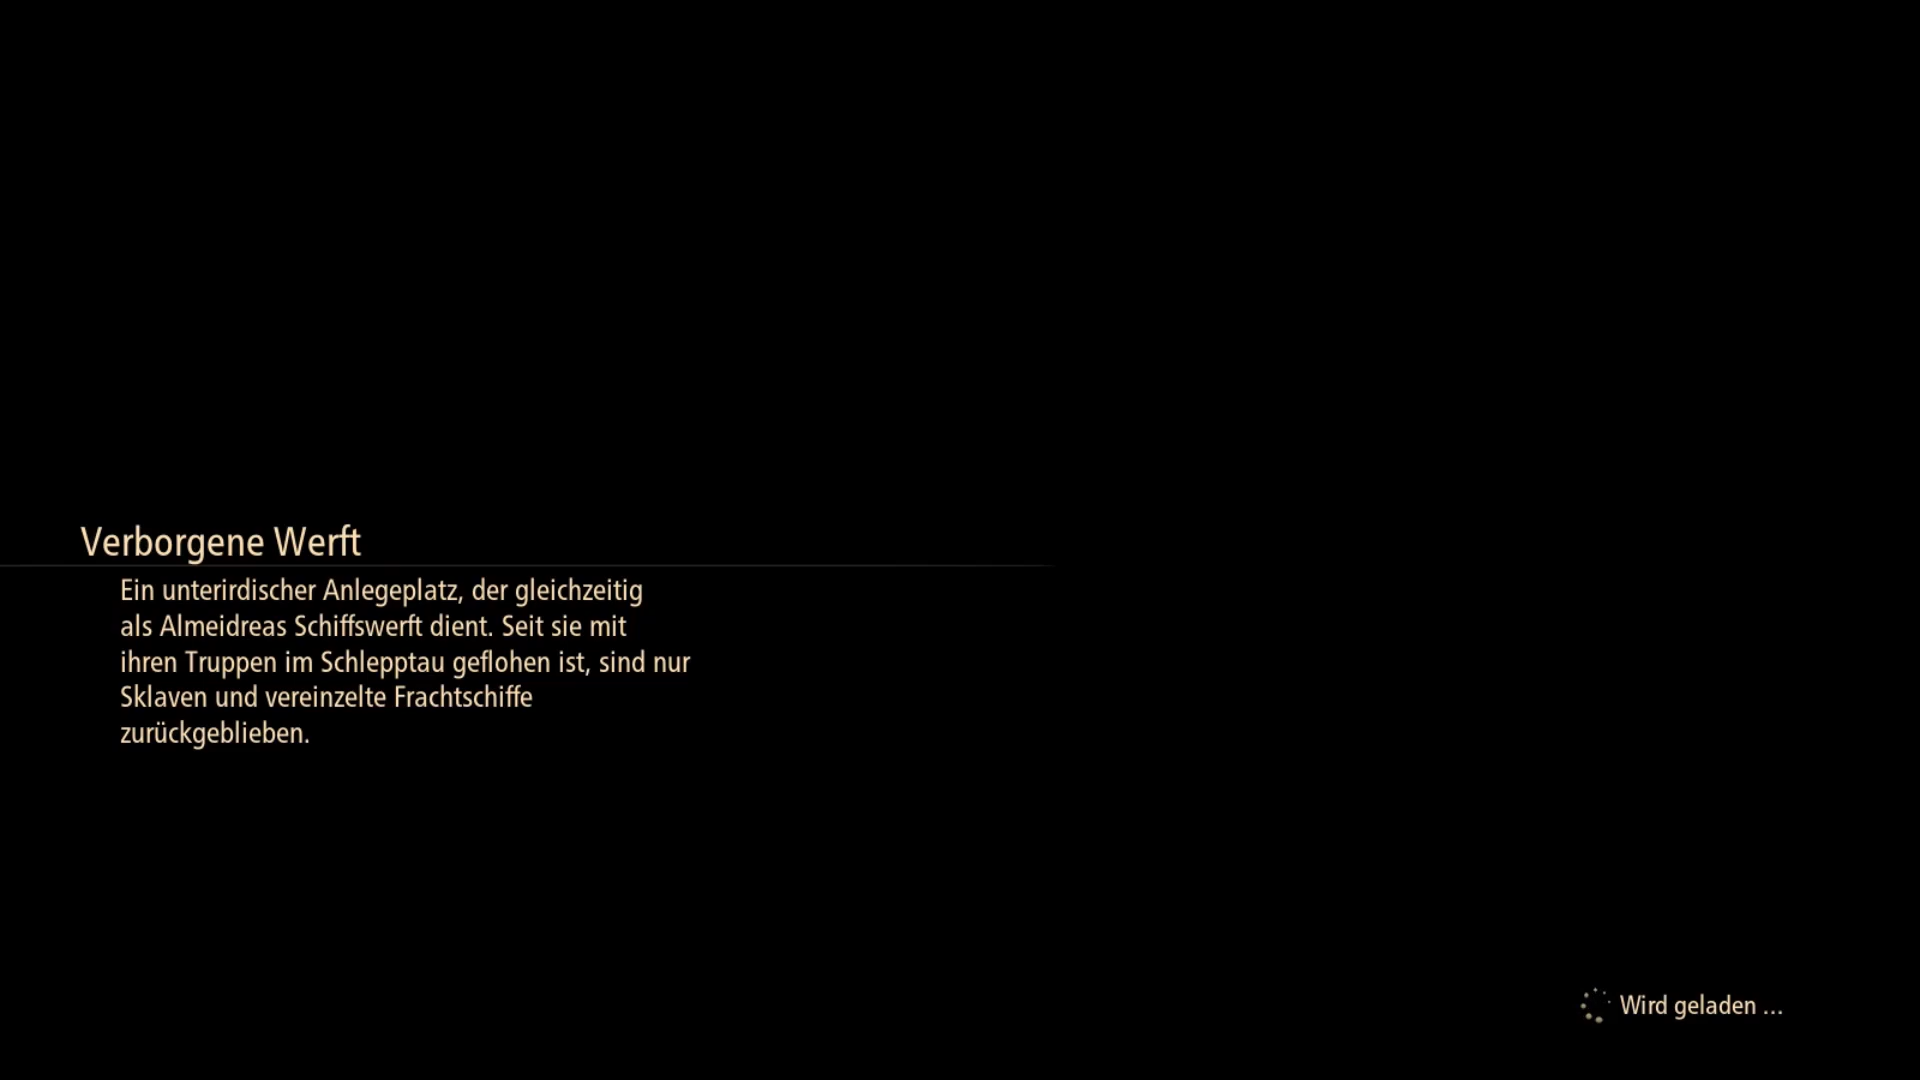 Verborgene Werft
Ein unterirdischer Anlegeplatz, der gleichzeitig
als Almeidreas Schiffswerft dient. Seit sie mit
ihren Truppen im Schlepptau geflohen ist, sind nur
Sklaven und vereinzelte Frachtschiffe
zurückgeblieben.
Wird geladen ...